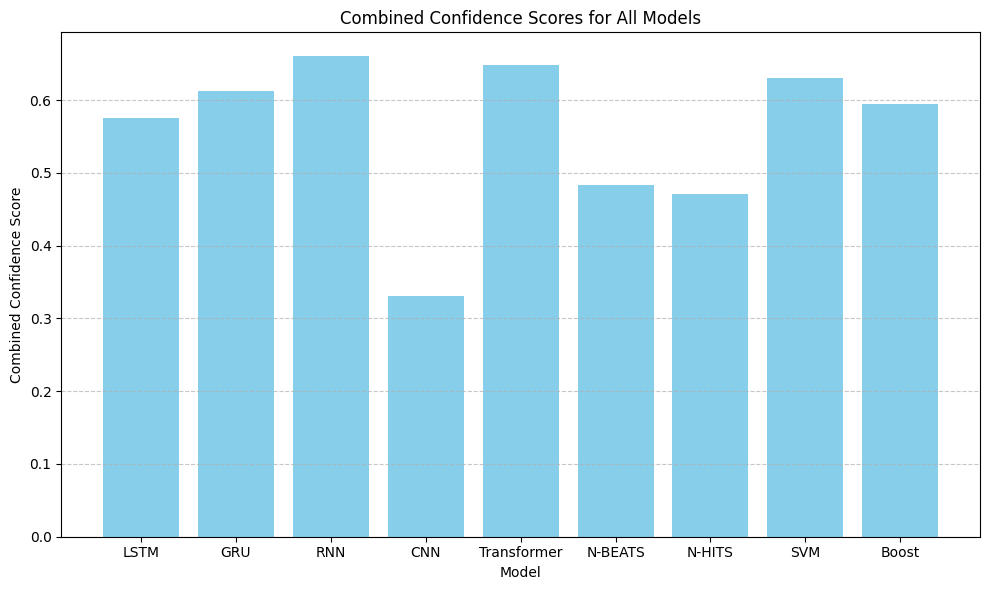 Combined Confidence Scores for All Models
Combined Confidence Score
0.6
0.5
0.4
0.3
0.2
0.1
0.0
LSTM GRU RNN CNN Transformer N-BEATS N-HITS SVM Boost
Model